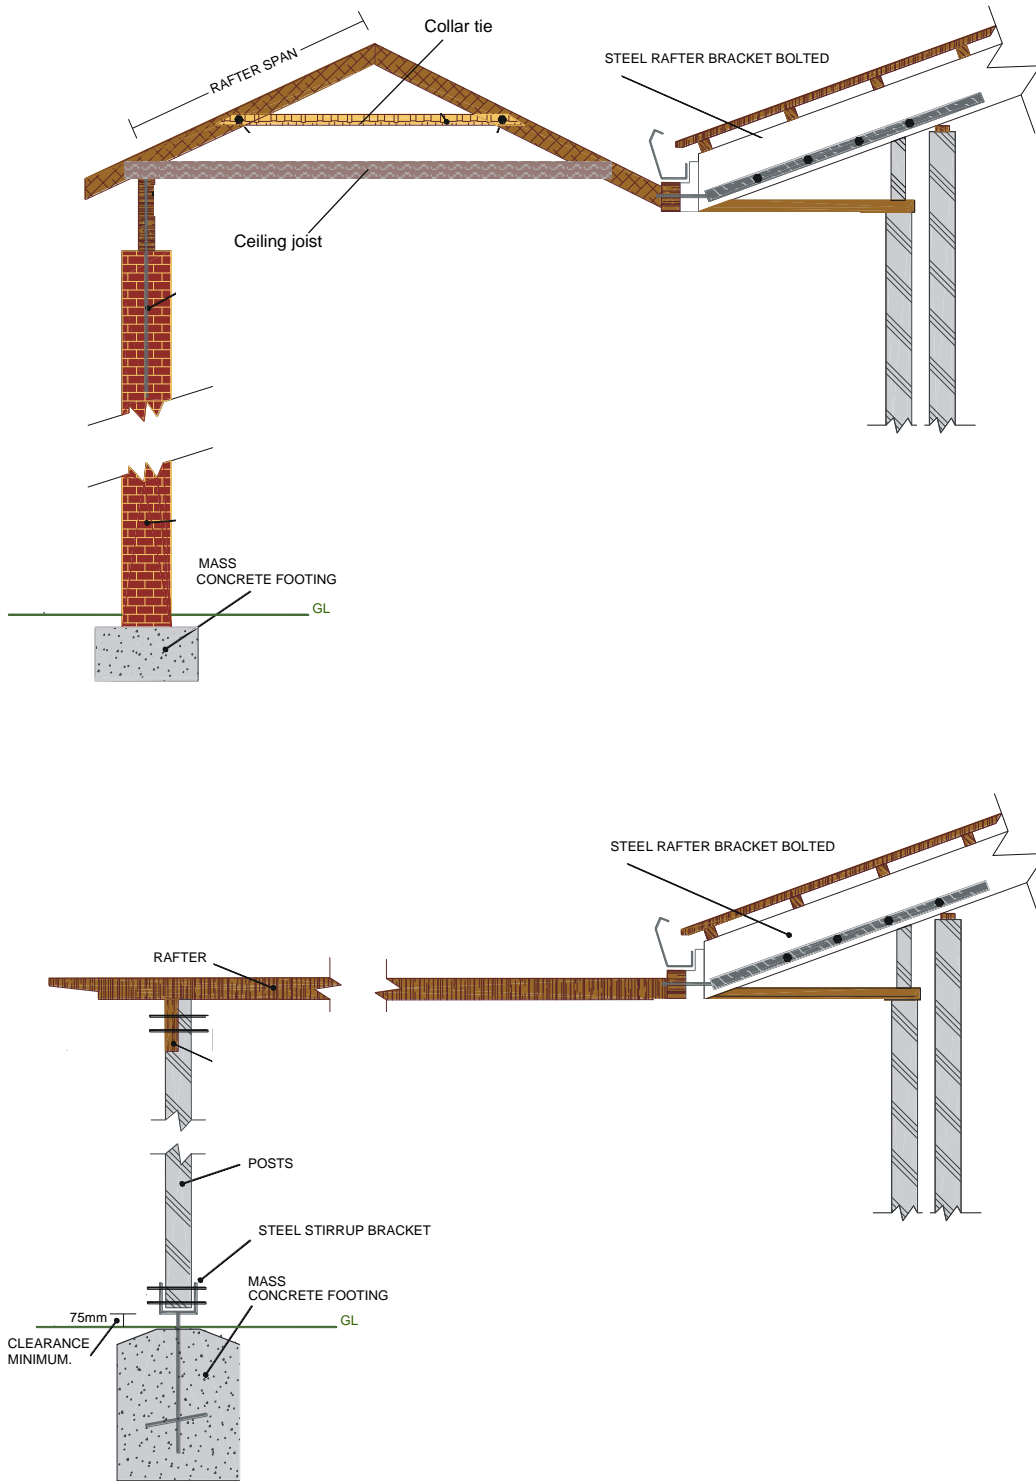 Collar tie
RAFTER SPAN
STEEL RAFTER BRACKET BOLTED
Ceiling joist
MASS
CONCRETE FOOTING
GL
STEEL RAFTER BRACKET BOLTED
RAFTER
POSTS
STEEL STIRRUP BRACKET
MASS
CONCRETE FOOTING
75mm
GL
CLEARANCE
MINIMUM.